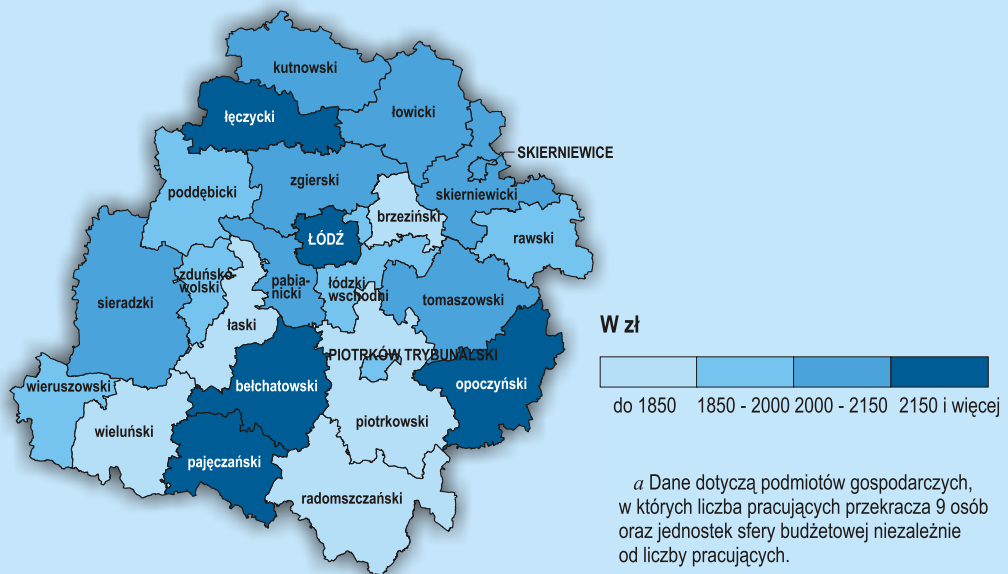 kutnowski
łęczycki
łowicki
SKIERNIEWICE
zgierski
poddębicki
skierniewicki
brzeziński
ŁÓDŹ
rawski
zduńsko-
wolski
pabia-
nicki
łódzki
wschodni
sieradzki
tomaszowski
łaski
W zł
PIOTRKÓW TRYBUNALSKI
wieruszowski
bełchatowski
opoczyński
do 1850 1850 - 2000 2000 - 2150 2150 i więcej
wieluński
piotrkowski
pajęczański
radomszczański
a Dane dotyczą podmiotów gospodarczych,
w których liczba pracujących przekracza 9 osób
oraz jednostek sfery budżetowej niezależnie
od liczby pracujących.